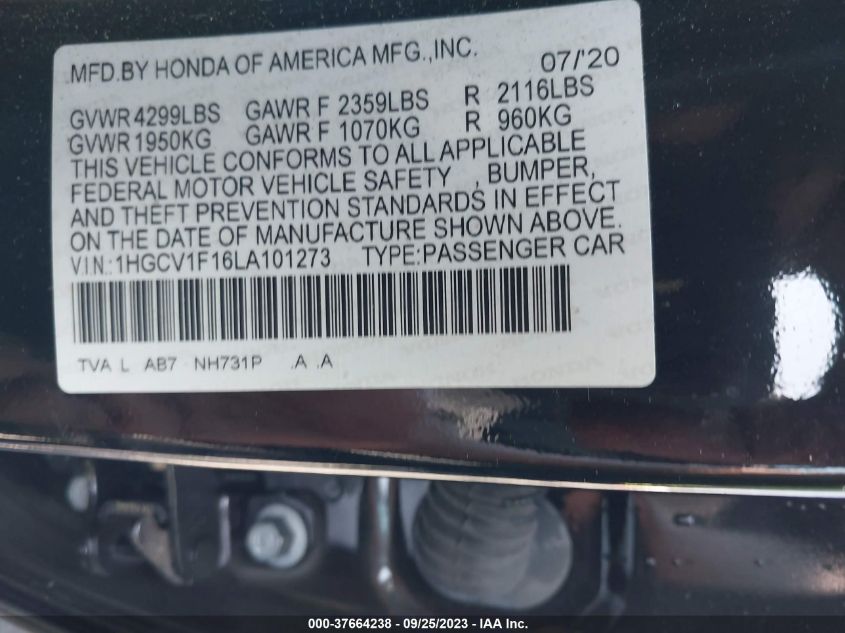 MFD.BY HONDA OF AMERICA MFG.,INC. 07/'20
GVWR 4299LBS GAWR F 2359LBS R 2116LBS
GVWR 1950KG GAWR F 1070KG R 960KG
THIS VEHICLE CONFORMS TO ALL APPLICABLE
FEDERAL MOTOR VEHICLE SAFETY , BUMPER,
AND THEFT PREVENTION STANDARDS IN EFFECT
ON THE DATE OF MANUFACTURE SHOWN ABOVE.
V.I.N.:1HGCV1F16LA101273 TYPE:PASSENGER CAR
TVA L AB7 NH731P .A .A
000-37664238 - 09/25/2023 - IAA Inc.